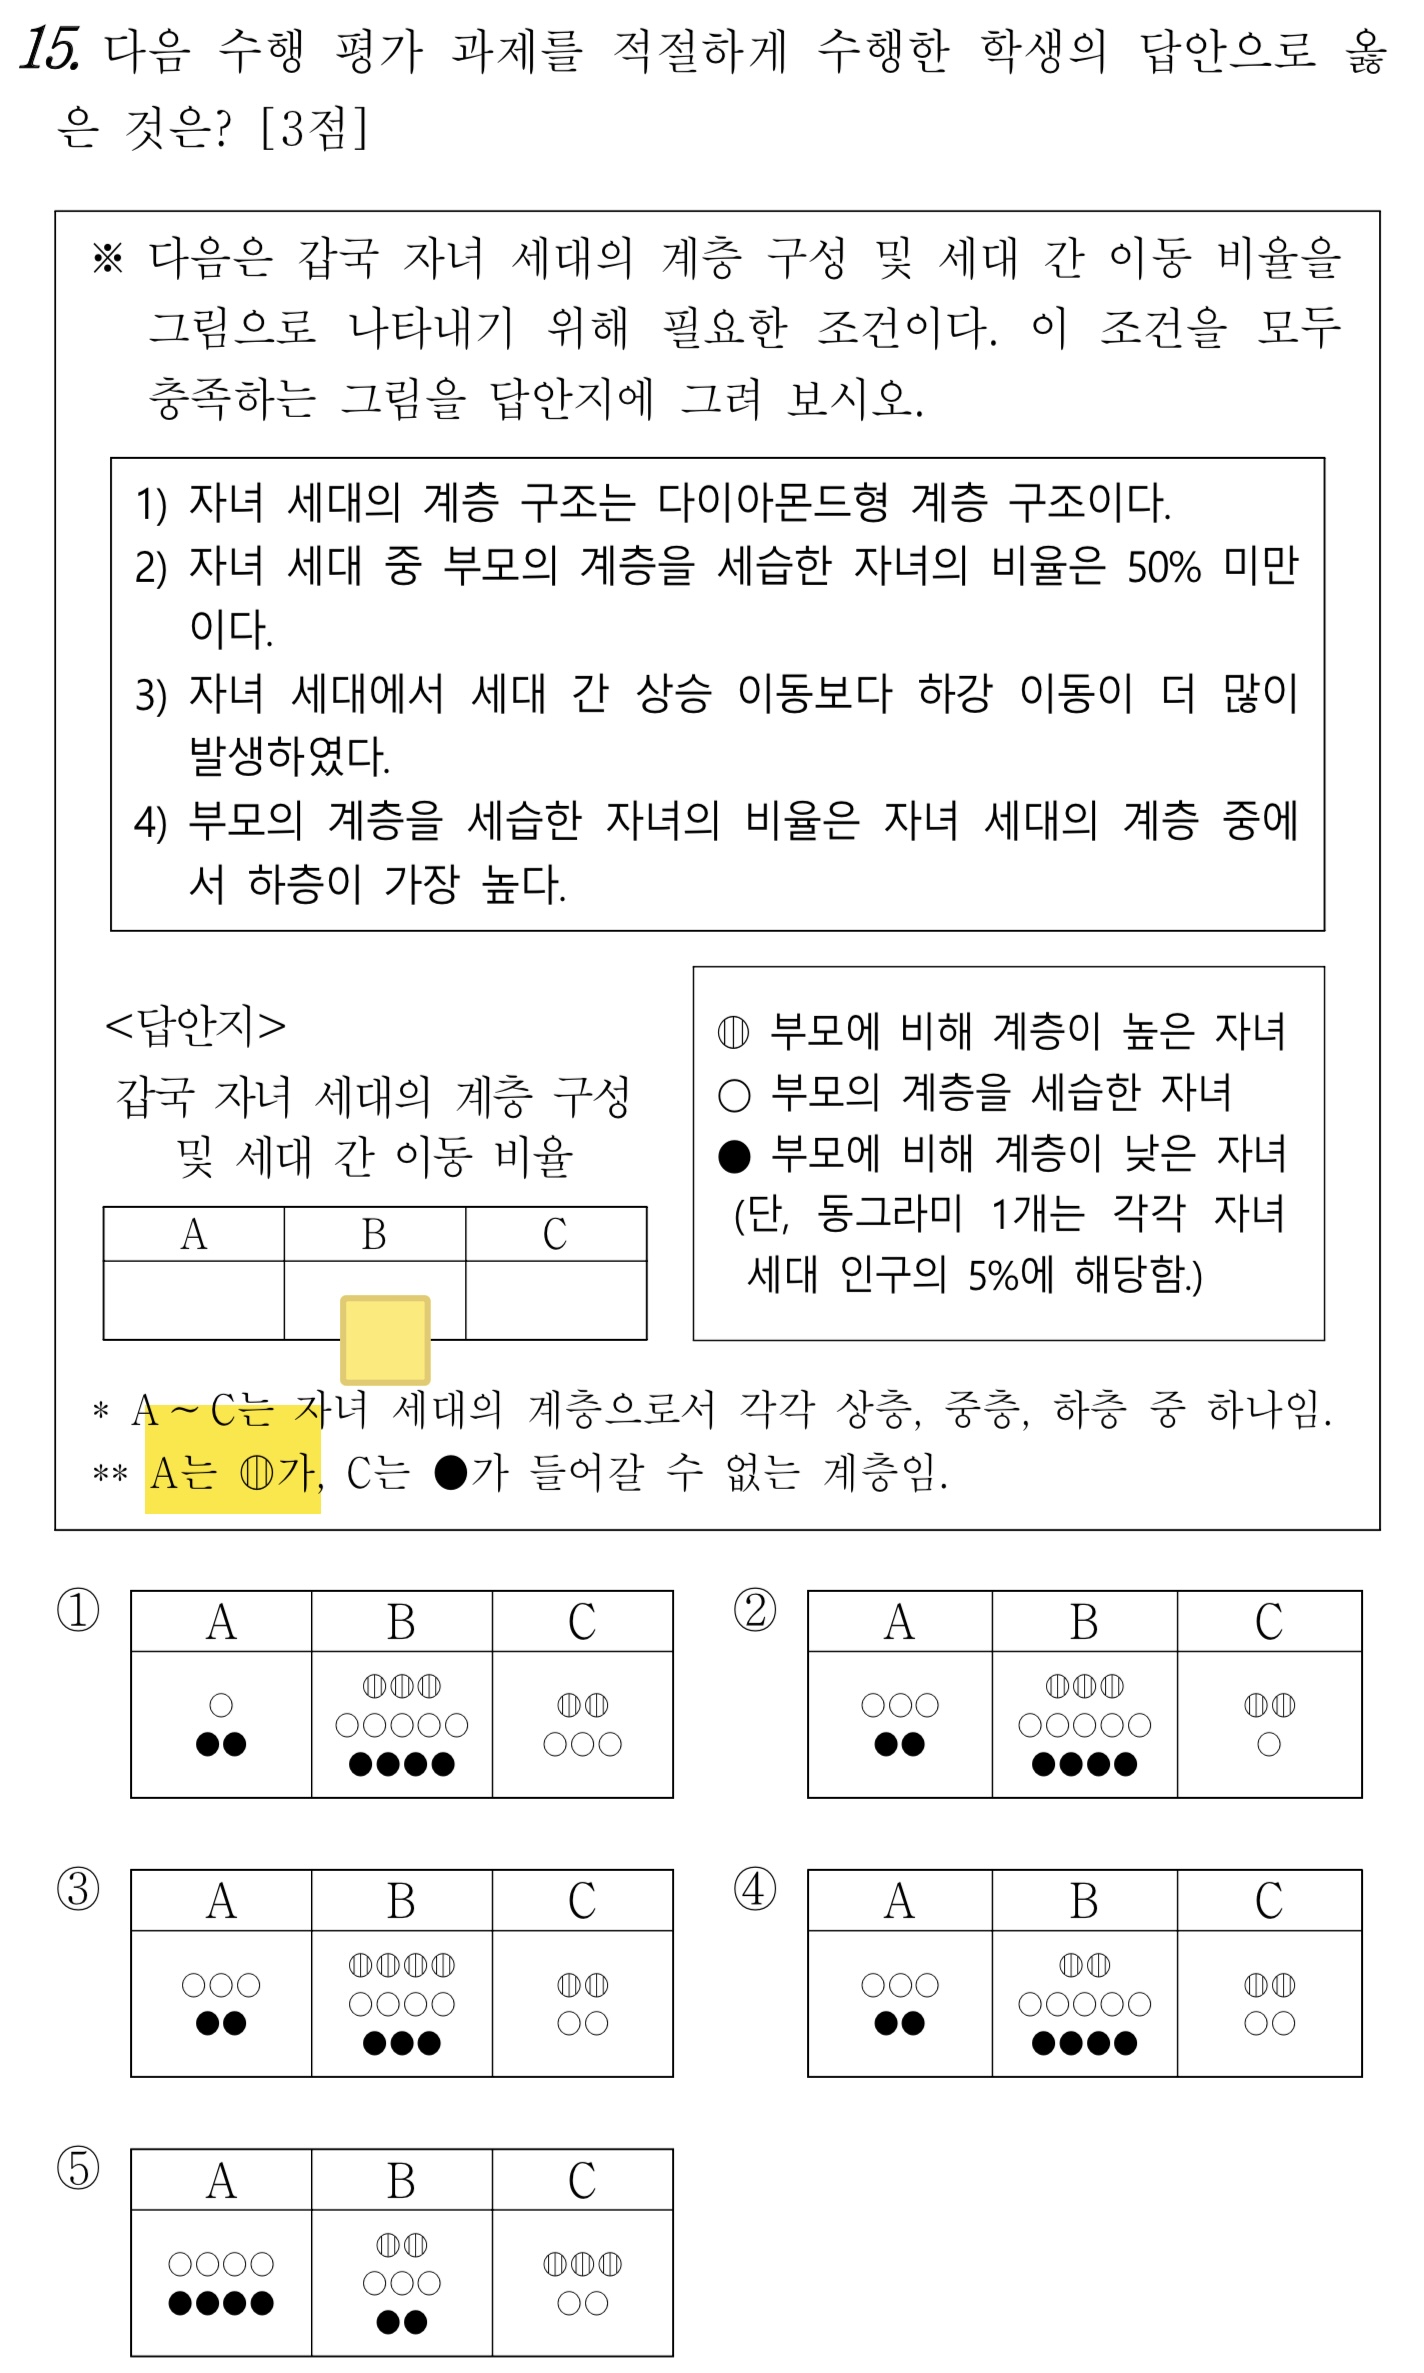 15. 다음 수행 평가 과제를 적절하게 수행한 학생의 답안으로 옳
은 것은? [3점]
※ 다음은 갑국 자녀 세대의 계층 구성 및 세대 간 이동 비율을
그림으로 나타내기 위해 필요한 조건이다. 이 조건을 모두
충족하는 그림을 답안지에 그려 보시오.
1) 자녀 세대의 계층 구조는 다이아몬드형 계층 구조이다.
2) 자녀 세대 중 부모의 계층을 세습한 자녀의 비율은 50% 미만
이다.
3) 자녀 세대에서 세대 간 상승 이동보다 하강 이동이 더 많이
발생하였다.
4) 부모의 계층을 세습한 자녀의 비율은 자녀 세대의 계층 중에
서 하층이 가장 높다.
<답안지>
갑국 자녀 세대의 계층 구성
및 세대 간 이동 비율
A B C
◍ 부모에 비해 계층이 높은 자녀
○ 부모의 계층을 세습한 자녀
● 부모에 비해 계층이 낮은 자녀
(단, 동그라미 1개는 각각 자녀
세대 인구의 5%에 해당함.)
* A~C는 자녀 세대의 계층으로서 각각 상층, 중층, 하층 중 하나임.
** A는 ◍가, C는 ●가 들어갈 수 없는 계층임.
① A B C
② A B C
③ A B C
④ A B C
⑤ A B C